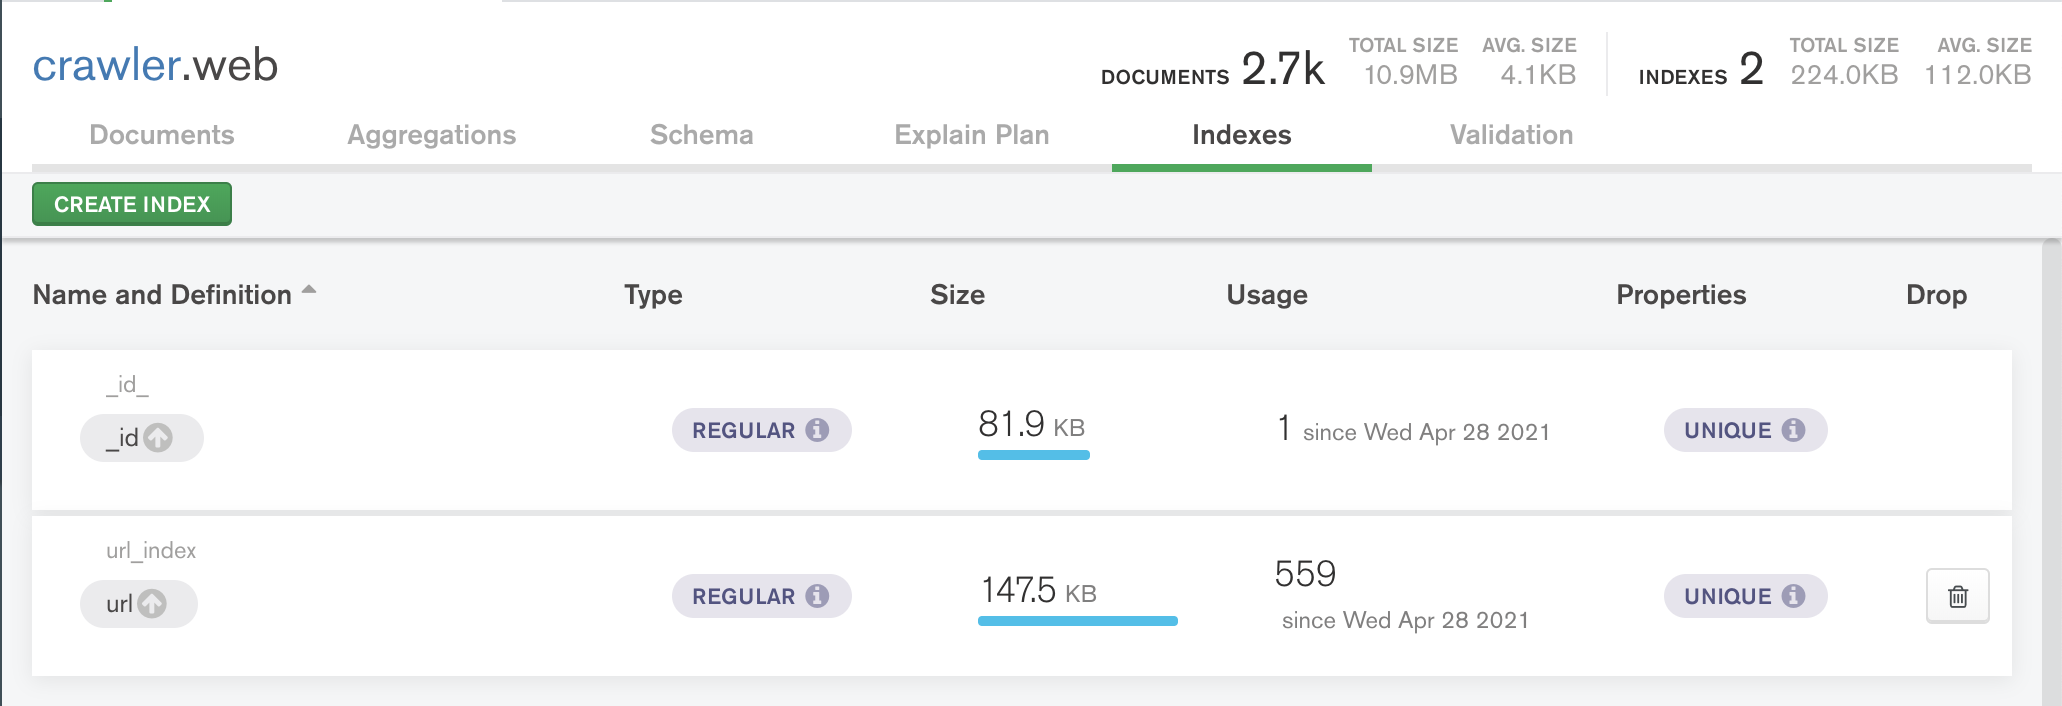 crawler.web
DOCUMENTS 2.7k TOTAL SIZE 10.9MB AVG. SIZE 4.1KB INDEXES 2 TOTAL SIZE 224.0KB AVG. SIZE 112.0KB
Documents Aggregations Schema Explain Plan Indexes Validation
CREATE INDEX
Name and Definition Type Size Usage Properties Drop
_id_
_id REGULAR 81.9 KB 1 since Wed Apr 28 2021 UNIQUE
url_index
url REGULAR 147.5 KB 559 since Wed Apr 28 2021 UNIQUE